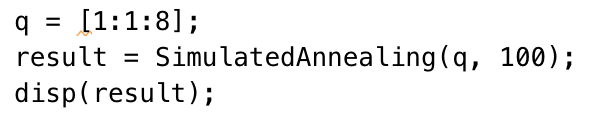 q = [1:1:8];
result = SimulatedAnnealing(q, 100);
disp(result);